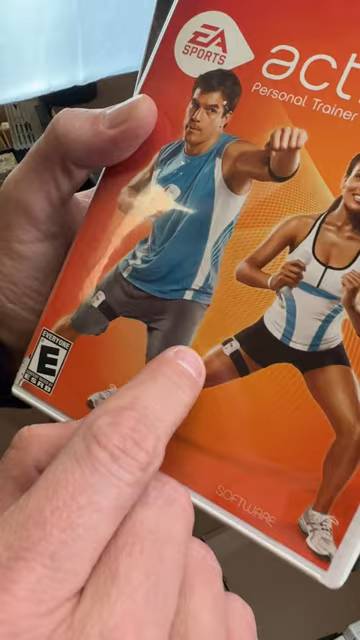 EA
SPORTS
act
Personal Trainer
EVERYONE
E
ESRB
SOFTWARE